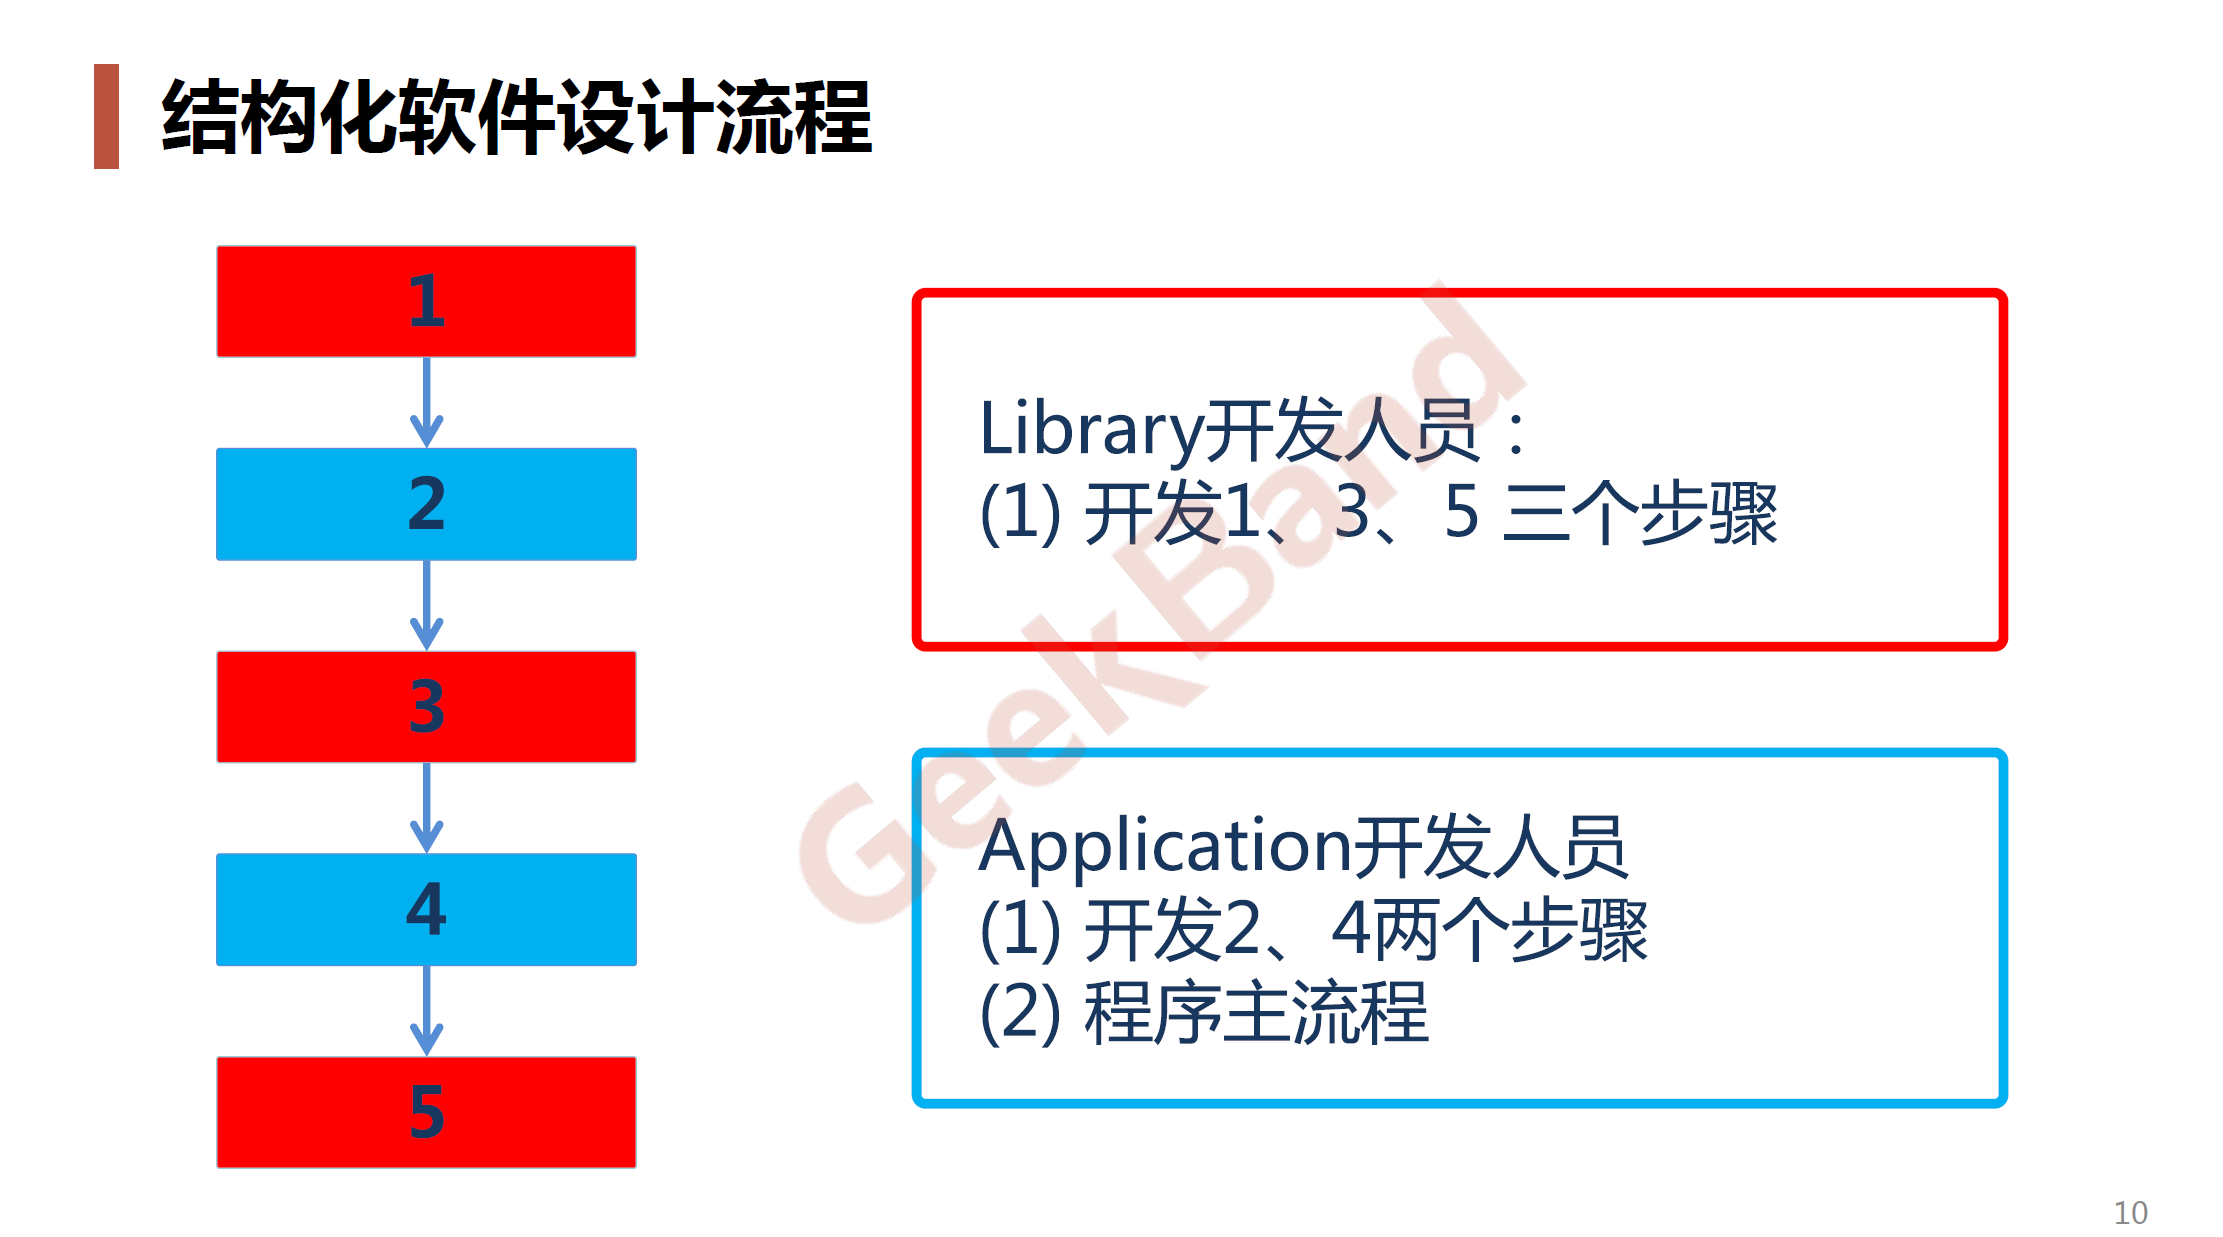 结构化软件设计流程
1
2
3
4
5
Library开发人员：
(1) 开发1、3、5 三个步骤
Application开发人员
(1) 开发2、4两个步骤
(2) 程序主流程
GeekBand
10